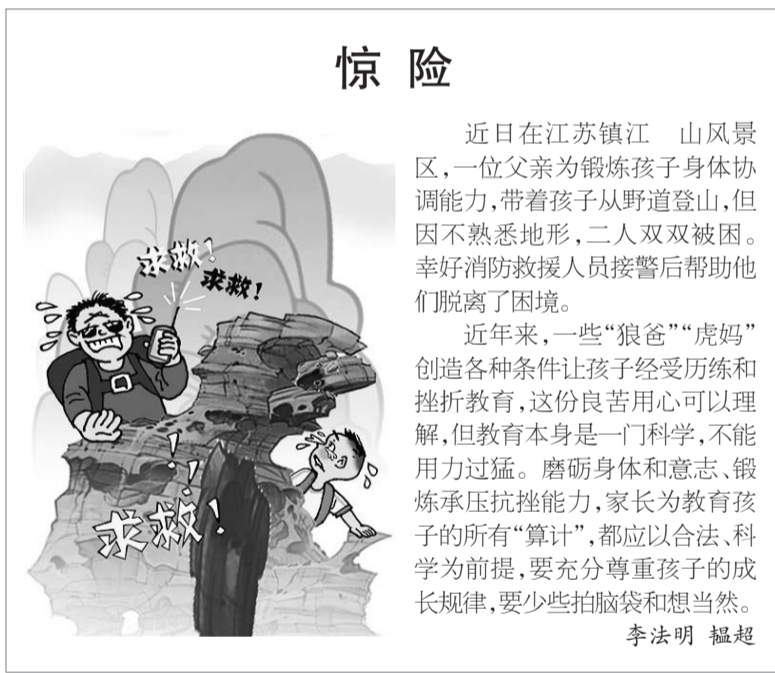 惊险
求救！
求救！
！
！
！
求救！
近日在江苏镇江 山风景
区，一位父亲为锻炼孩子身体协
调能力，带着孩子从野道登山，但
因不熟悉地形，二人双双被困。
幸好消防救援人员接警后帮助他
们脱离了困境。
近年来，一些“狼爸”“虎妈”
创造各种条件让孩子经受历练和
挫折教育，这份良苦用心可以理
解，但教育本身是一门科学，不能
用力过猛。磨砺身体和意志、锻
炼承压抗挫能力，家长为教育孩
子的所有“算计”，都应以合法、科
学为前提，要充分尊重孩子的成
长规律，要少些拍脑袋和想当然。
李法明 韫超